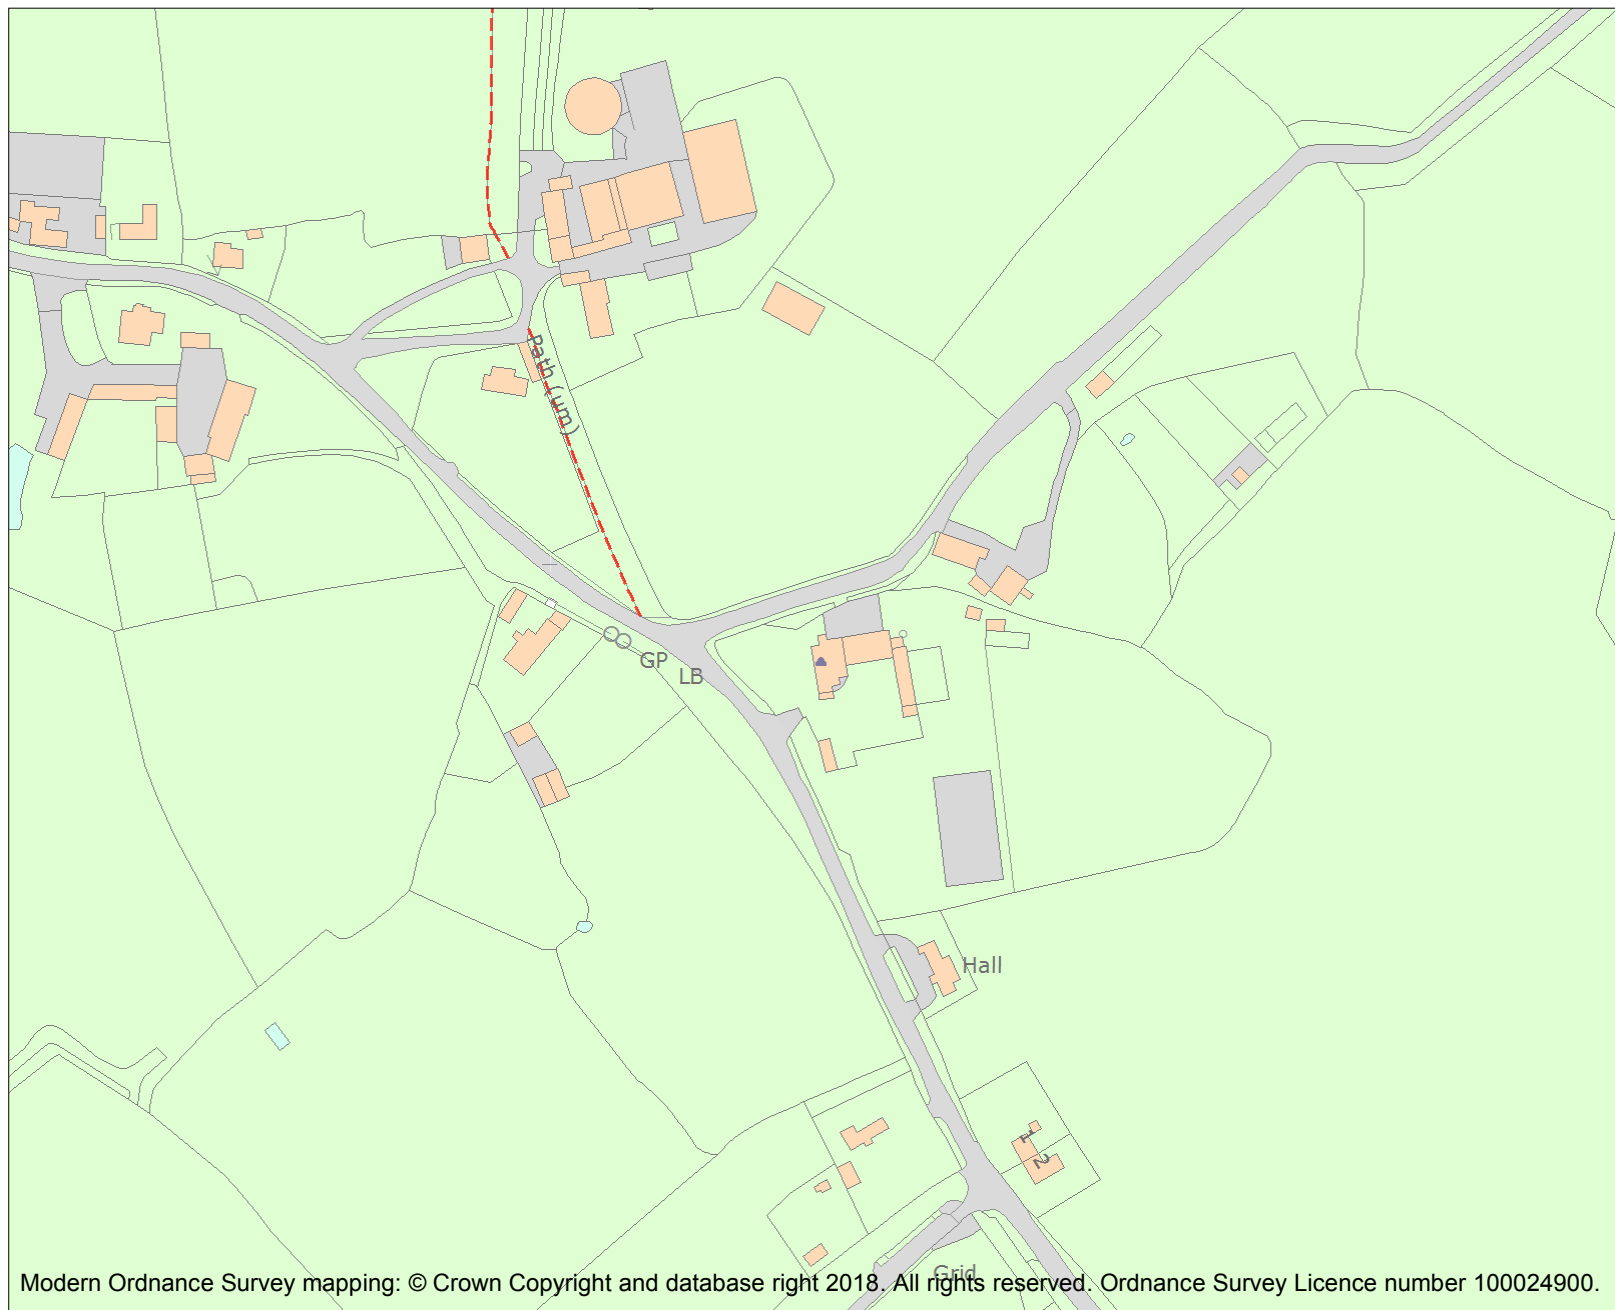 Path (um)
GP
LB
Hall
1
2
Grid
Modern Ordnance Survey mapping: © Crown Copyright and database right 2018. All rights reserved. Ordnance Survey Licence number 100024900.